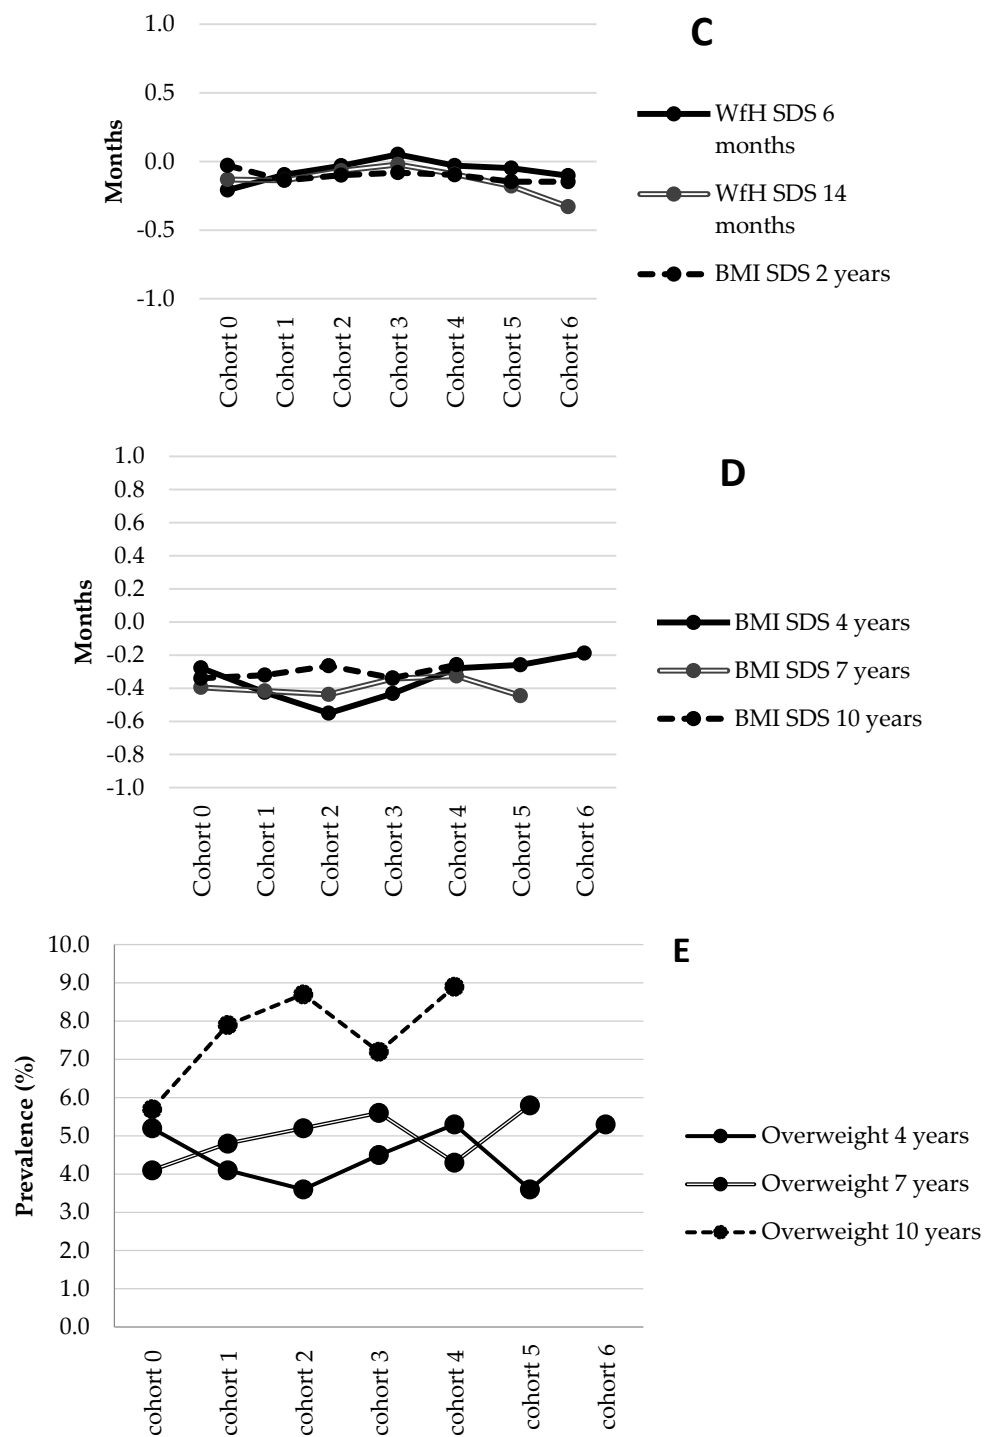 C
1.0
0.5
0.0
-0.5
-1.0
Months
Cohort 0
Cohort 1
Cohort 2
Cohort 3
Cohort 4
Cohort 5
Cohort 6
WfH SDS 6
months
WfH SDS 14
months
BMI SDS 2 years
D
1.0
0.8
0.6
0.4
0.2
0.0
-0.2
-0.4
-0.6
-0.8
-1.0
Months
Cohort 0
Cohort 1
Cohort 2
Cohort 3
Cohort 4
Cohort 5
Cohort 6
BMI SDS 4 years
BMI SDS 7 years
BMI SDS 10 years
E
10.0
9.0
8.0
7.0
6.0
5.0
4.0
3.0
2.0
1.0
0.0
Prevalence (%)
cohort 0
cohort 1
cohort 2
cohort 3
cohort 4
cohort 5
cohort 6
Overweight 4 years
Overweight 7 years
Overweight 10 years